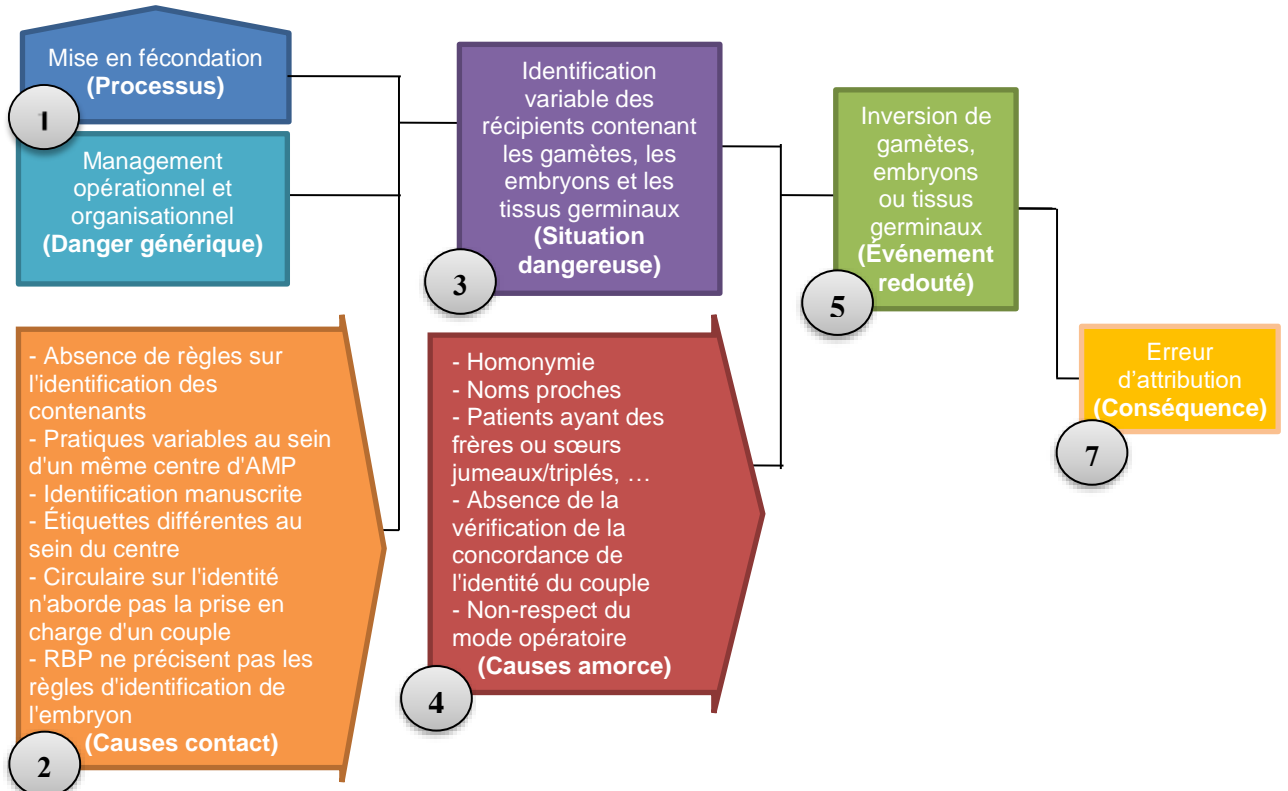 Mise en fécondation
(Processus)
1
Management
opérationnel et
organisationnel
(Danger générique)
- Absence de règles sur
l'identification des
contenants
- Pratiques variables au sein
d'un même centre d'AMP
- Identification manuscrite
- Étiquettes différentes au
sein du centre
- Circulaire sur l'identité
n'aborde pas la prise en
charge d'un couple
- RBP ne précisent pas les
règles d'identification de
l'embryon
(Causes contact)
2
Identification
variable des
récipients contenant
les gamètes, les
embryons et les
tissus germinaux
(Situation
dangereuse)
3
- Homonymie
- Noms proches
- Patients ayant des
frères ou sœurs
jumeaux/triplés, …
- Absence de la
vérification de la
concordance de
l'identité du couple
- Non-respect du
mode opératoire
(Causes amorce)
4
Inversion de
gamètes,
embryons
ou tissus
germinaux
(Événement
redouté)
5
Erreur
d’attribution
(Conséquence)
7